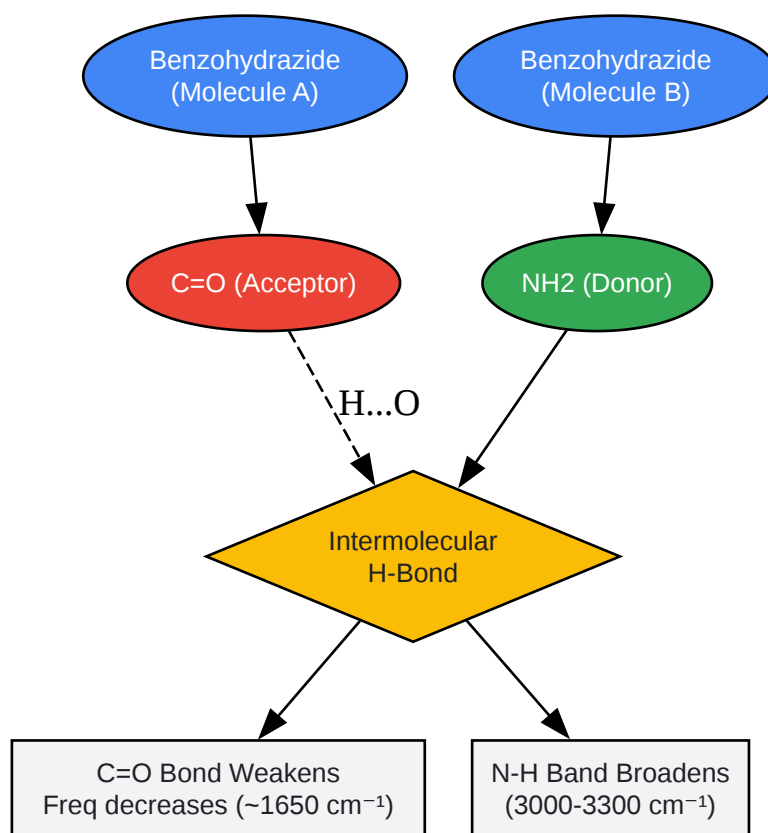 Benzohydrazide
(Molecule A)
Benzohydrazide
(Molecule B)
C=O (Acceptor)
NH2 (Donor)
H...O
Intermolecular
H-Bond
C=O Bond Weakens
Freq decreases (~1650 cm⁻¹)
N-H Band Broadens
(3000-3300 cm⁻¹)